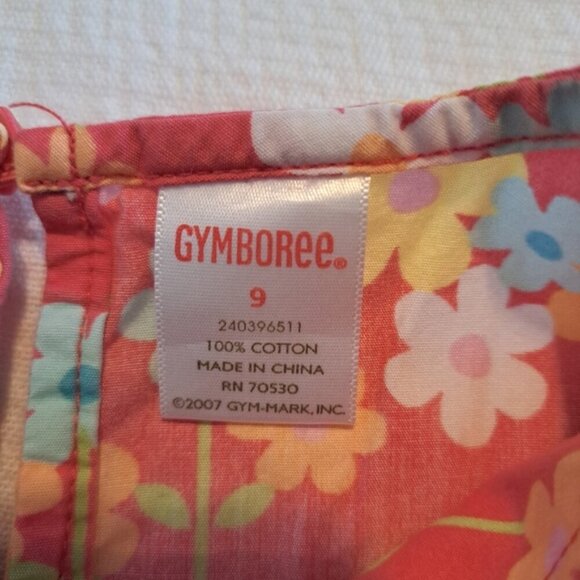 GYMBOREE®
9
240396511
100% COTTON
MADE IN CHINA
RN 70530
©2007 GYM-MARK, INC.